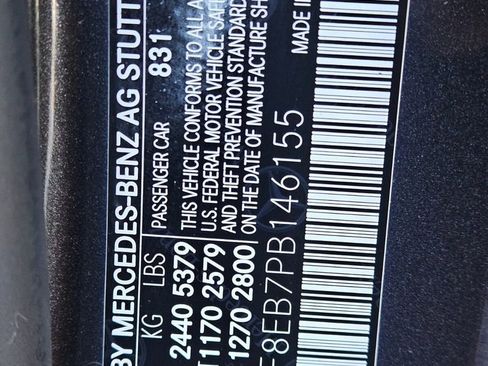 BY MERCEDES-BENZ AG STUTT
KG LBS PASSENGER CAR 831
2440 5379 THIS VEHICLE CONFORMS TO ALL A
1170 2579 U.S. FEDERAL MOTOR VEHICLE SAFE
1270 2800 AND THEFT PREVENTION STANDARD
ON THE DATE OF MANUFACTURE SH
8EB7PB146155
MADE IN